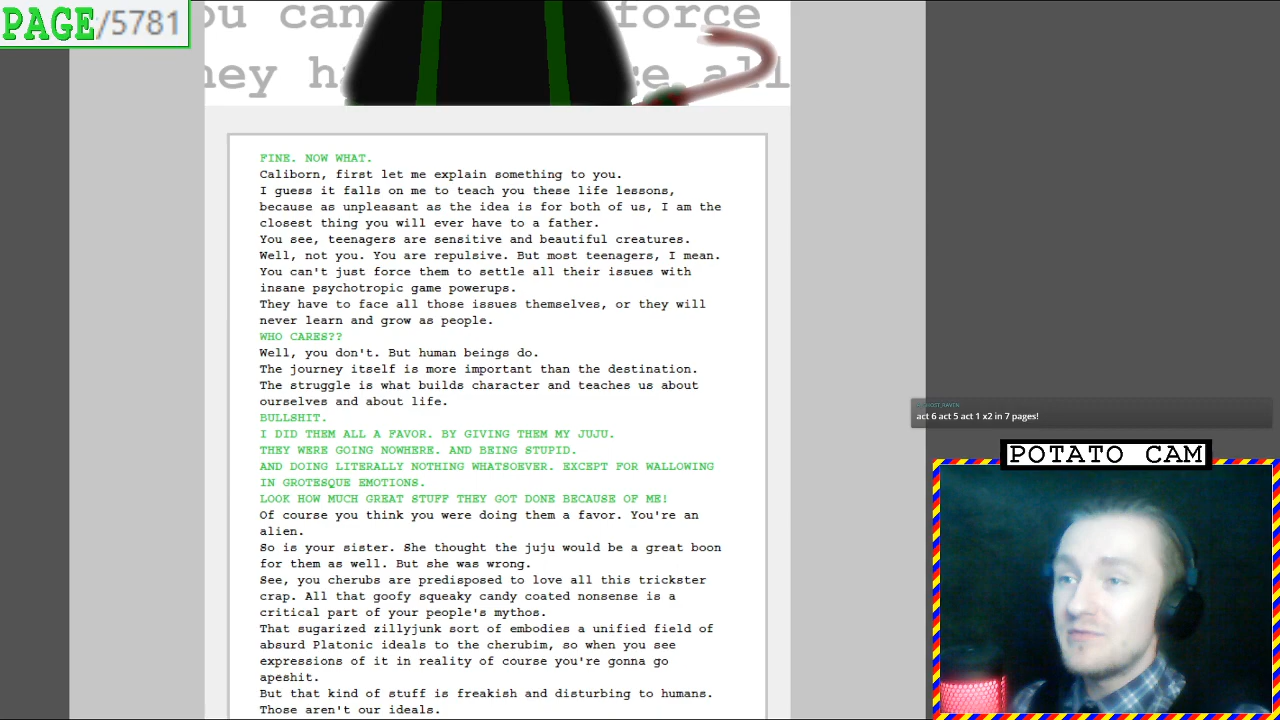 PAGE/5781
ou can force
hey ha e all
FINE. NOW WHAT.
Caliborn, first let me explain something to you.
I guess it falls on me to teach you these life lessons,
because as unpleasant as the idea is for both of us, I am the
closest thing you will ever have to a father.
You see, teenagers are sensitive and beautiful creatures.
Well, not you. You are repulsive. But most teenagers, I mean.
You can't just force them to settle all their issues with
insane psychotropic game powerups.
They have to face all those issues themselves, or they will
never learn and grow as people.
WHO CARES??
Well, you don't. But human beings do.
The journey itself is more important than the destination.
The struggle is what builds character and teaches us about
ourselves and about life.
BULLSHIT.
I DID THEM ALL A FAVOR. BY GIVING THEM MY JUJU.
THEY WERE GOING NOWHERE. AND BEING STUPID.
AND DOING LITERALLY NOTHING WHATSOEVER. EXCEPT FOR WALLOWING
IN GROTESQUE EMOTIONS.
LOOK HOW MUCH GREAT STUFF THEY GOT DONE BECAUSE OF ME!
Of course you think you were doing them a favor. You're an
alien.
So is your sister. She thought the juju would be a great boon
for them as well. But she was wrong.
See, you cherubs are predisposed to love all this trickster
crap. All that goofy squeaky candy coated nonsense is a
critical part of your people's mythos.
That sugarized zillyjunk sort of embodies a unified field of
absurd Platonic ideals to the cherubim, so when you see
expressions of it in reality of course you're gonna go
apeshit.
But that kind of stuff is freakish and disturbing to humans.
Those aren't our ideals.
act 6 act 5 act 1 x2 in 7 pages!
POTATO CAM